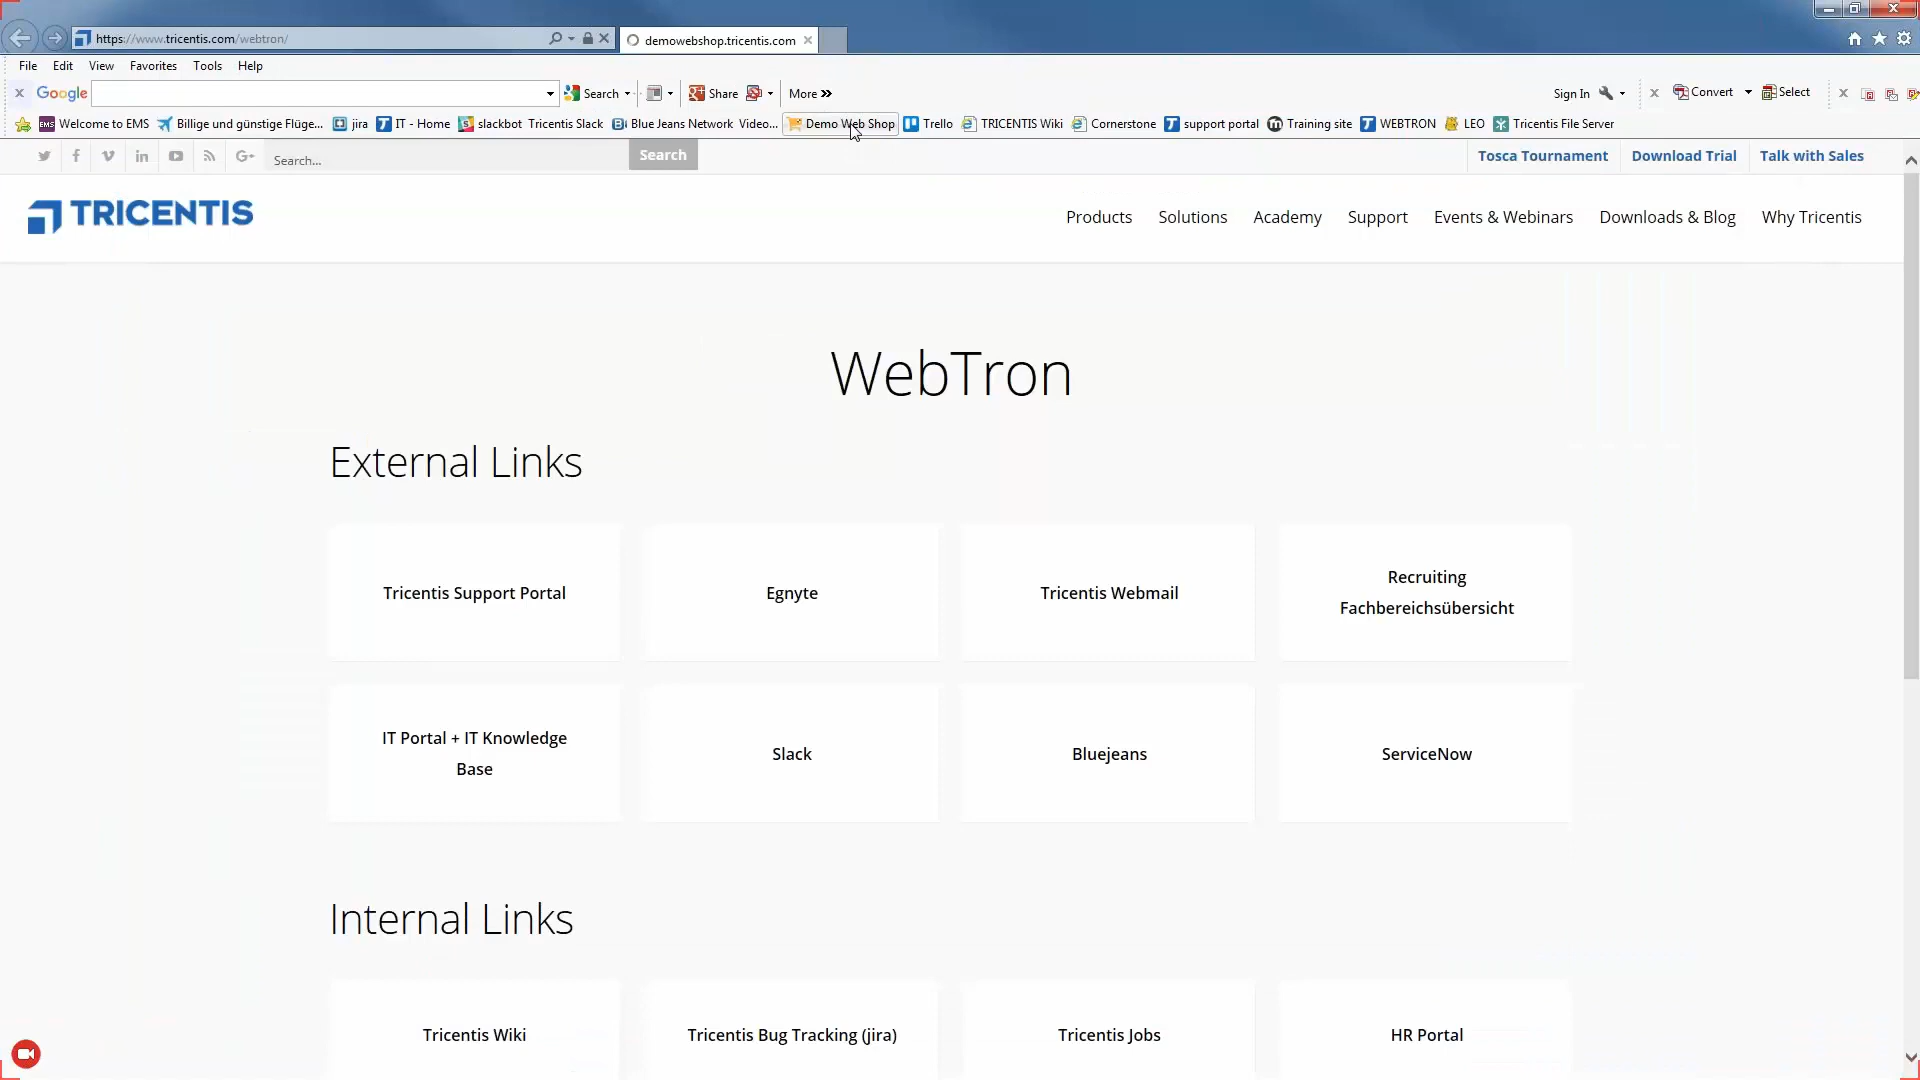 https://www.tricentis.com/webtron/
demowebshop.tricentis.com
File Edit View Favorites Tools Help
Google Search Share More Sign In Convert Select
Welcome to EMS Billige und günstige Flüge... jira IT - Home slackbot Tricentis Slack Blue Jeans Network Video... Demo Web Shop Trello TRICENTIS Wiki Cornerstone support portal Training site WEBTRON LEO Tricentis File Server
Search... Search Tosca Tournament Download Trial Talk with Sales
TRICENTIS Products Solutions Academy Support Events & Webinars Downloads & Blog Why Tricentis
WebTron
External Links
Tricentis Support Portal
Egnyte
Tricentis Webmail
Recruiting
Fachbereichsübersicht
IT Portal + IT Knowledge
Base
Slack
Bluejeans
ServiceNow
Internal Links
Tricentis Wiki
Tricentis Bug Tracking (jira)
Tricentis Jobs
HR Portal